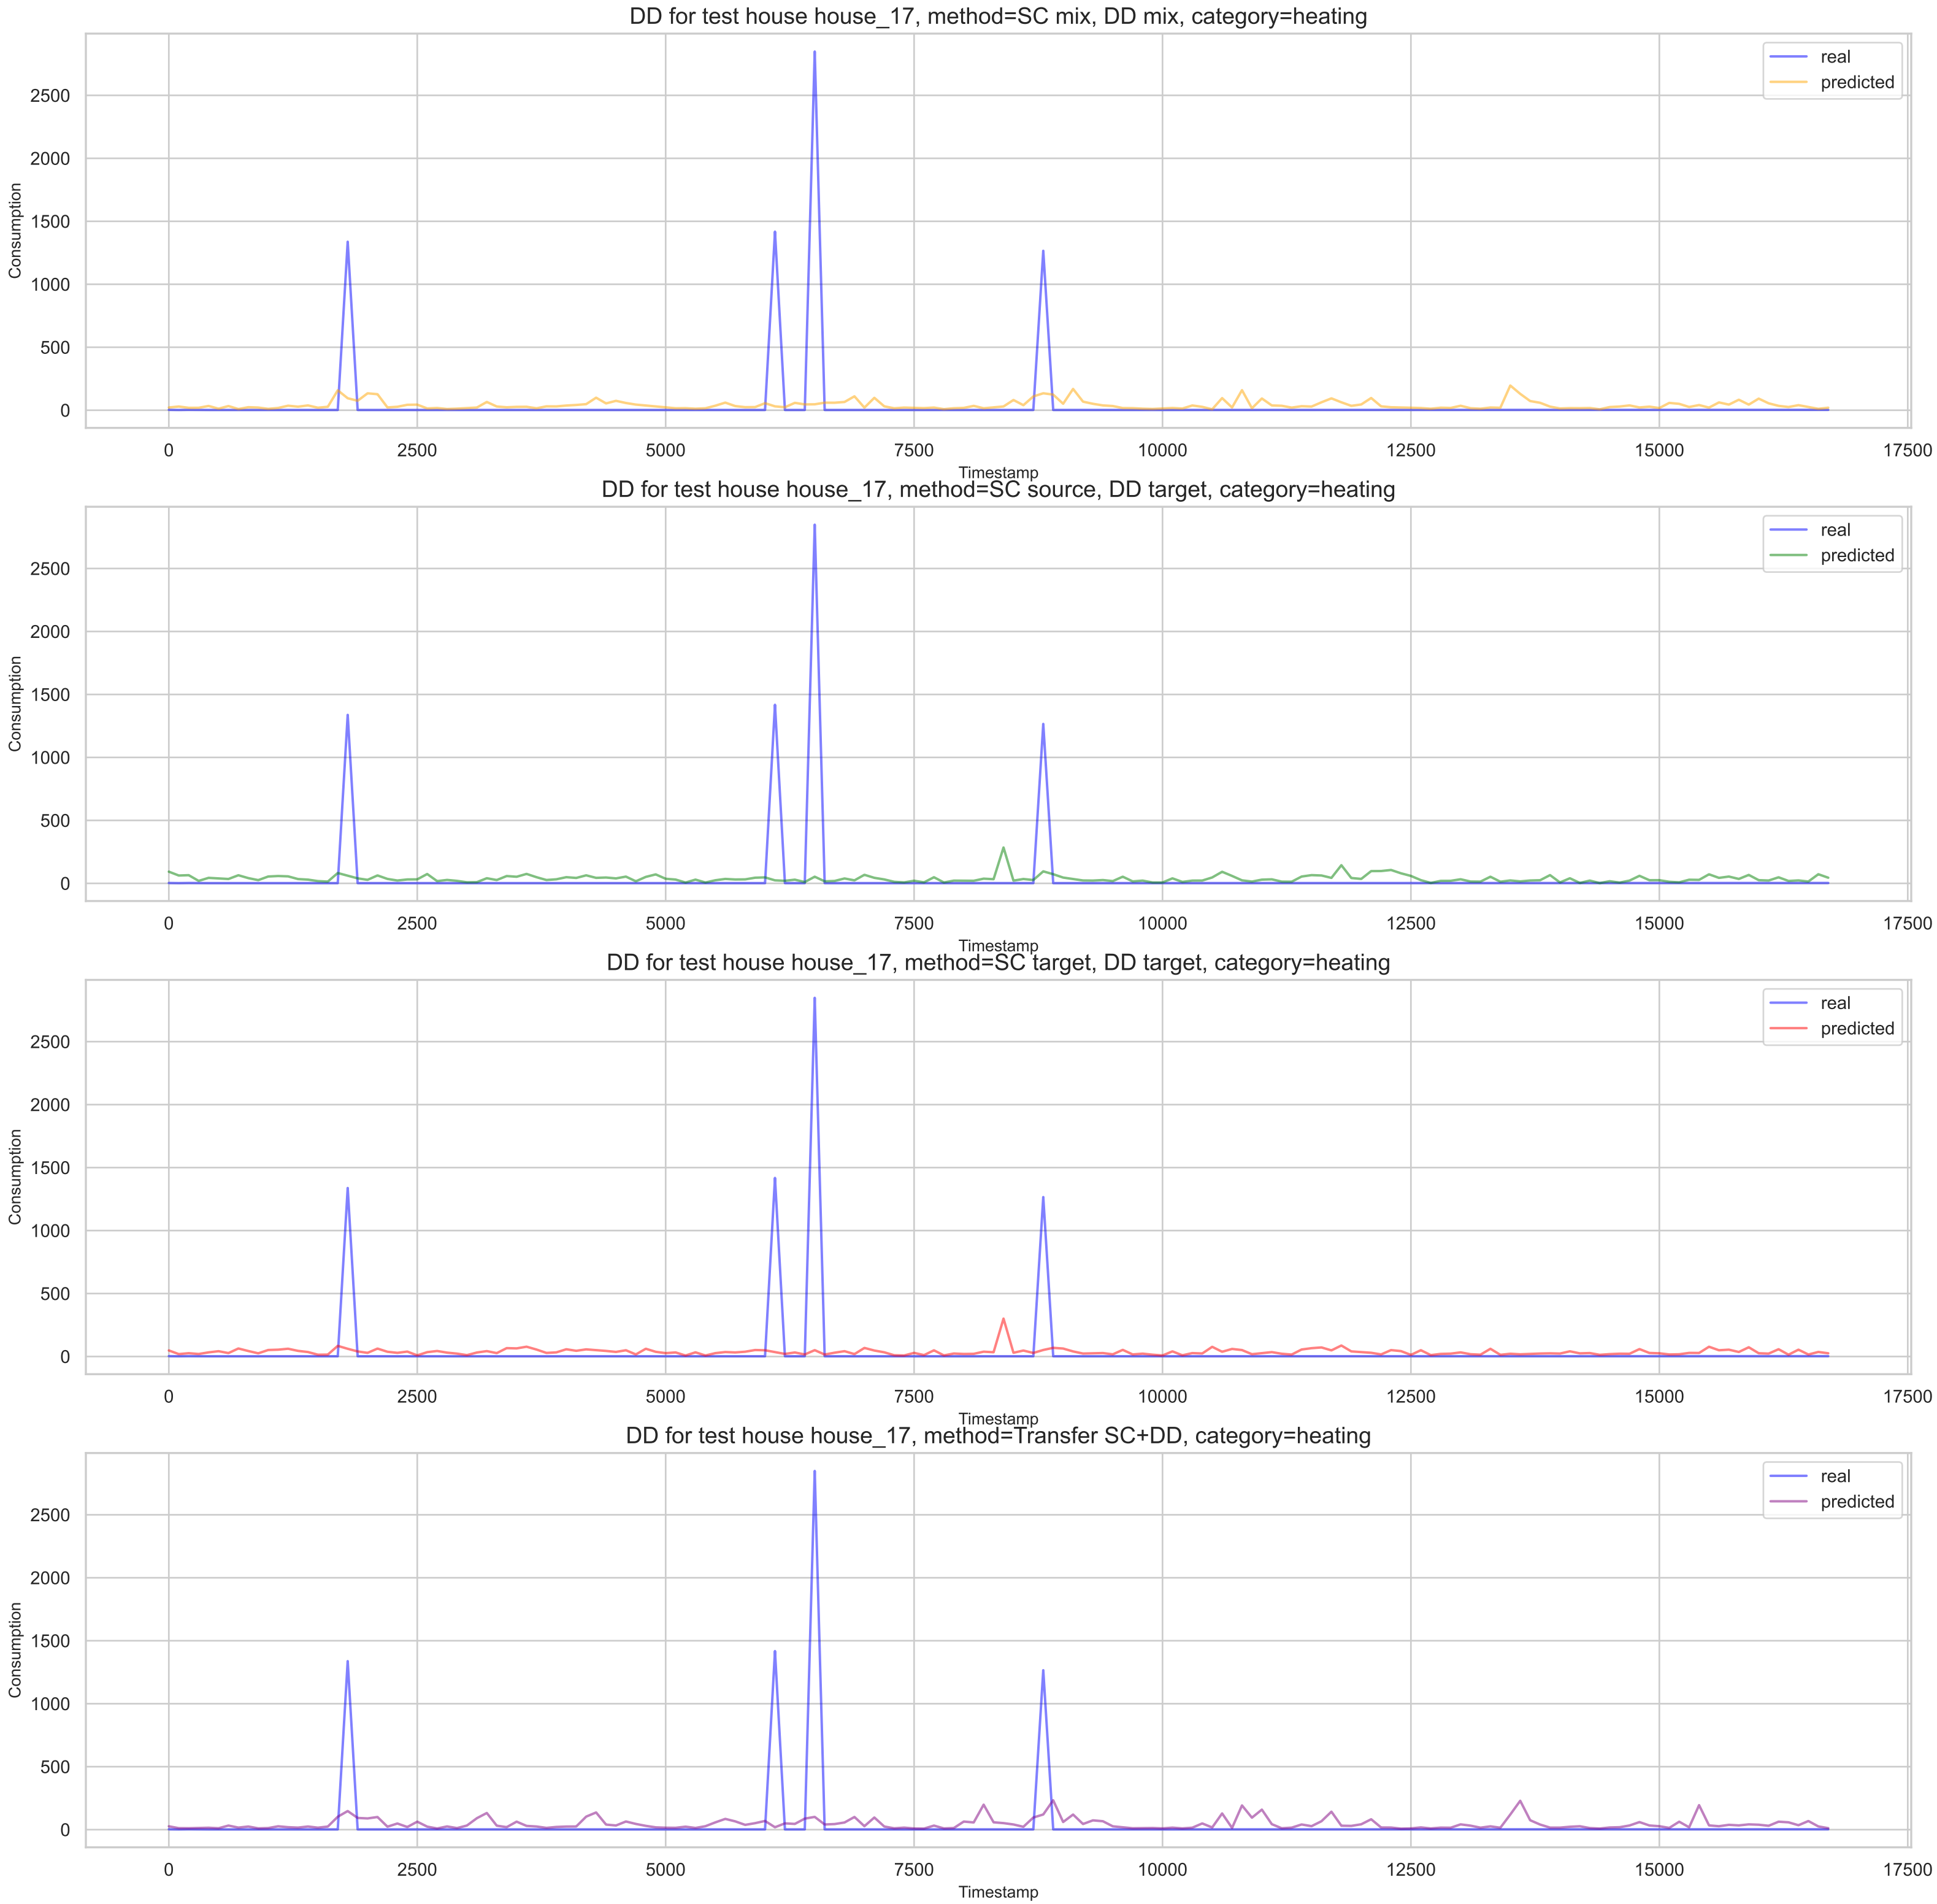 DD for test house house_17, method=SC mix, DD mix, category=heating
real
predicted
2500
2000
1500
1000
500
0
Consumption
0 2500 5000 7500 10000 12500 15000 17500
Timestamp
DD for test house house_17, method=SC source, DD target, category=heating
real
predicted
2500
2000
1500
1000
500
0
Consumption
0 2500 5000 7500 10000 12500 15000 17500
Timestamp
DD for test house house_17, method=SC target, DD target, category=heating
real
predicted
2500
2000
1500
1000
500
0
Consumption
0 2500 5000 7500 10000 12500 15000 17500
Timestamp
DD for test house house_17, method=Transfer SC+DD, category=heating
real
predicted
2500
2000
1500
1000
500
0
Consumption
0 2500 5000 7500 10000 12500 15000 17500
Timestamp